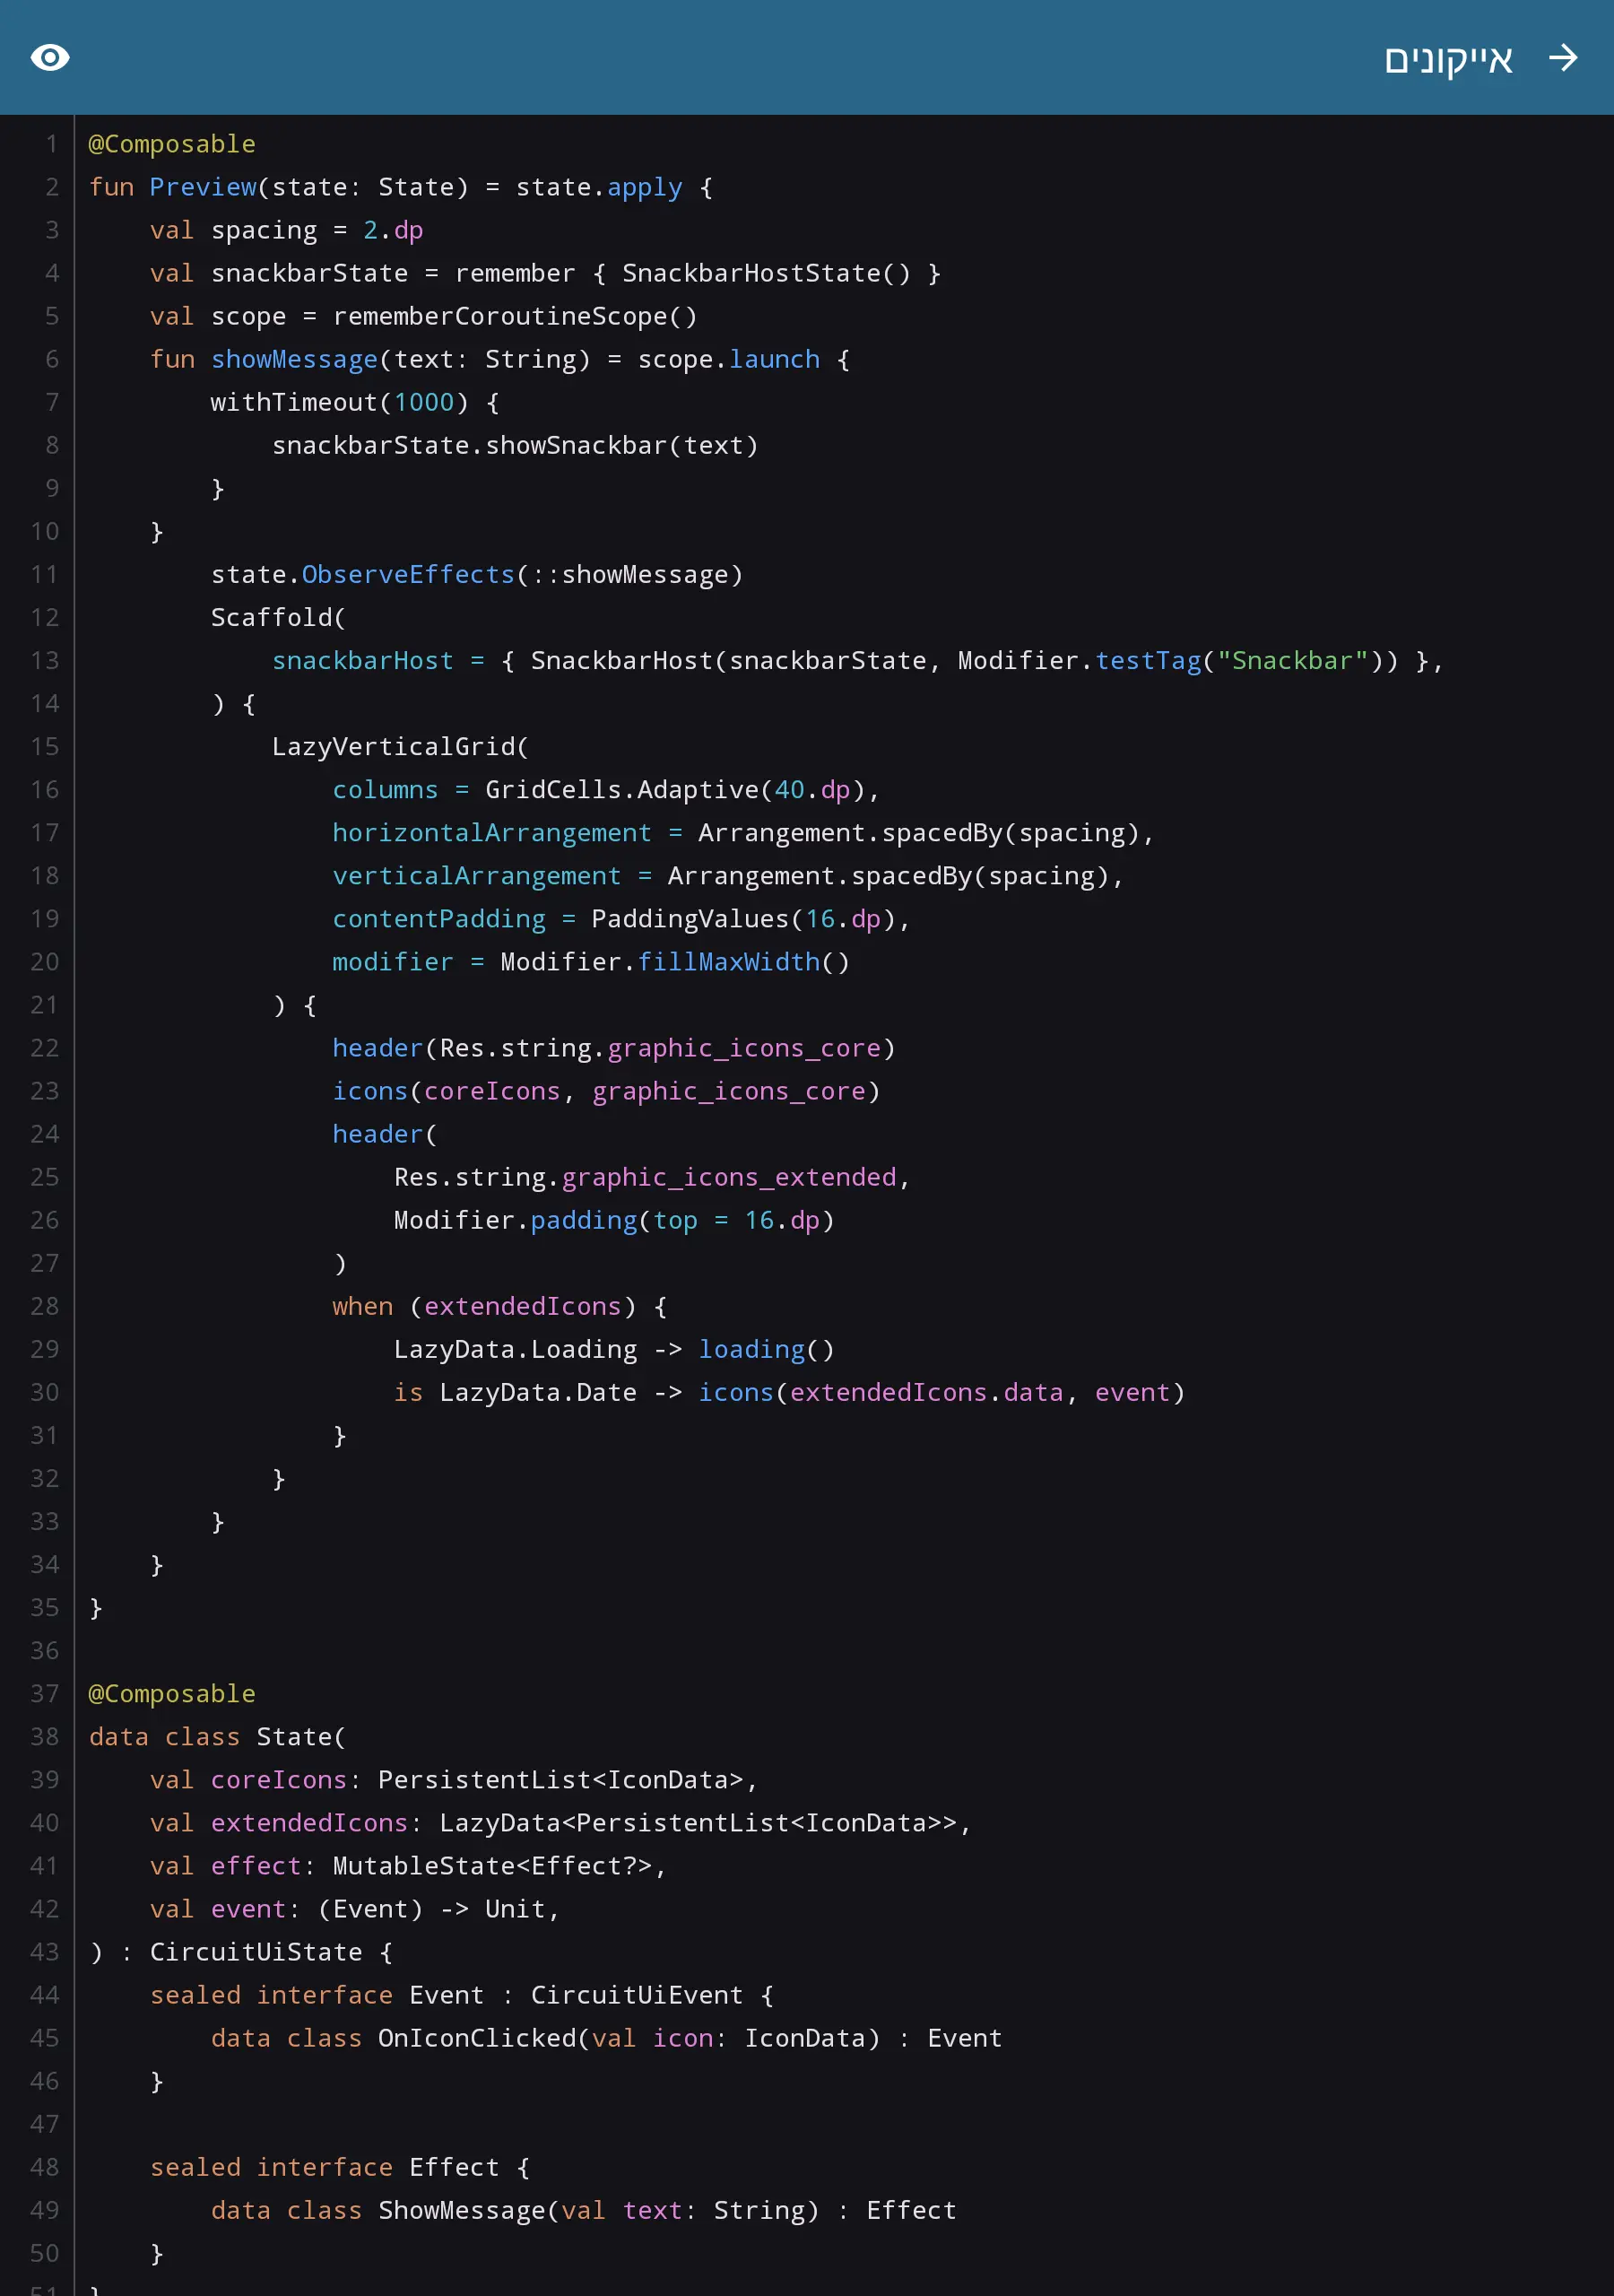 אייקונים
1 @Composable
2 fun Preview(state: State) = state.apply {
3     val spacing = 2.dp
4     val snackbarState = remember { SnackbarHostState() }
5     val scope = rememberCoroutineScope()
6     fun showMessage(text: String) = scope.launch {
7         withTimeout(1000) {
8             snackbarState.showSnackbar(text)
9         }
10     }
11         state.ObserveEffects(::showMessage)
12         Scaffold(
13             snackbarHost = { SnackbarHost(snackbarState, Modifier.testTag("Snackbar")) },
14         ) {
15             LazyVerticalGrid(
16                 columns = GridCells.Adaptive(40.dp),
17                 horizontalArrangement = Arrangement.spacedBy(spacing),
18                 verticalArrangement = Arrangement.spacedBy(spacing),
19                 contentPadding = PaddingValues(16.dp),
20                 modifier = Modifier.fillMaxWidth()
21             ) {
22                 header(Res.string.graphic_icons_core)
23                 icons(coreIcons, graphic_icons_core)
24                 header(
25                     Res.string.graphic_icons_extended,
26                     Modifier.padding(top = 16.dp)
27                 )
28                 when (extendedIcons) {
29                     LazyData.Loading -> loading()
30                     is LazyData.Date -> icons(extendedIcons.data, event)
31                 }
32             }
33         }
34     }
35 }
36
37 @Composable
38 data class State(
39     val coreIcons: PersistentList<IconData>,
40     val extendedIcons: LazyData<PersistentList<IconData>>,
41     val effect: MutableState<Effect?>,
42     val event: (Event) -> Unit,
43 ) : CircuitUiState {
44     sealed interface Event : CircuitUiEvent {
45         data class OnIconClicked(val icon: IconData) : Event
46     }
47
48     sealed interface Effect {
49         data class ShowMessage(val text: String) : Effect
50     }
51 }